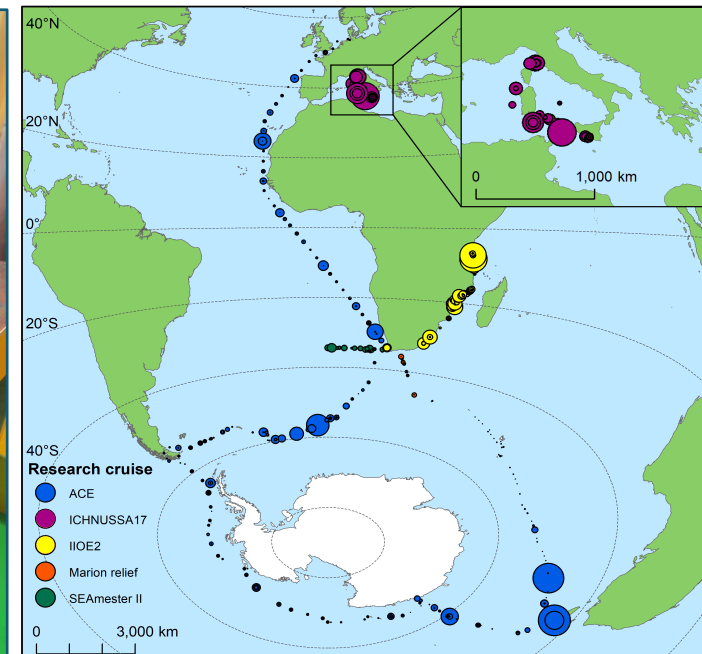 40°N
20°N
0°
20°S
40°S
0 1,000 km
Research cruise
ACE
ICHNUSSA17
IIOE2
Marion relief
SEAmester II
0 3,000 km